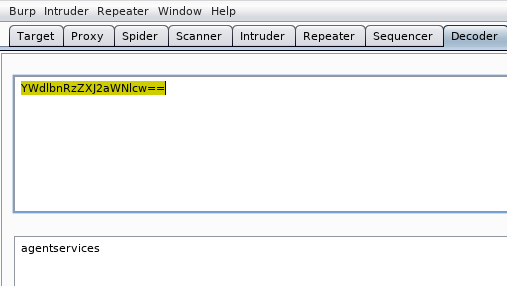 Burp Intruder Repeater Window Help
Target Proxy Spider Scanner Intruder Repeater Sequencer Decoder
YWdlbnRzZXJ2aWNlcw==
agentservices